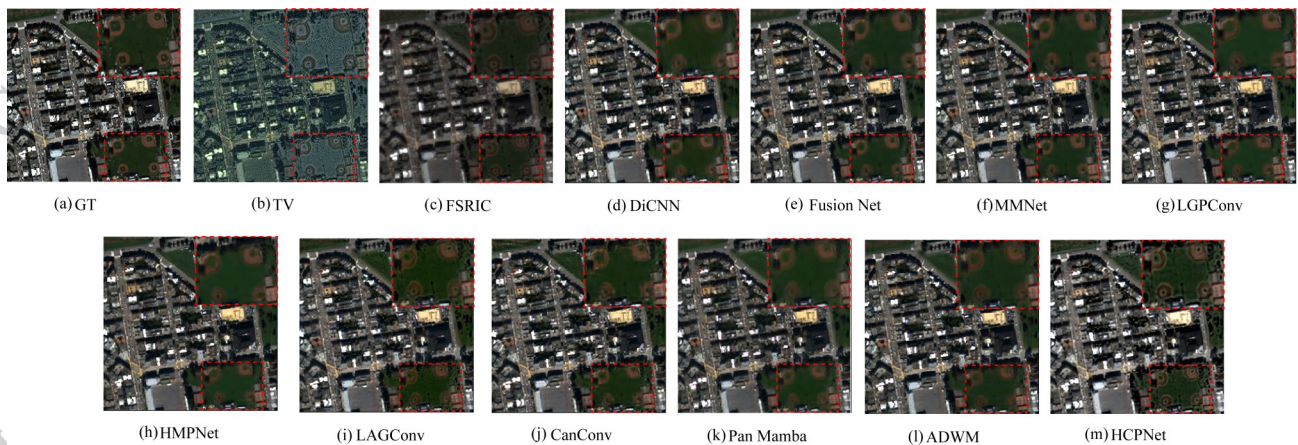 (a) GT (b) TV (c) FSRIC (d) DiCNN (e) Fusion Net (f) MMNet (g) LGPConv
(h) HMPNet (i) LAGConv (j) CanConv (k) Pan Mamba (l) ADWM (m) HCPNet